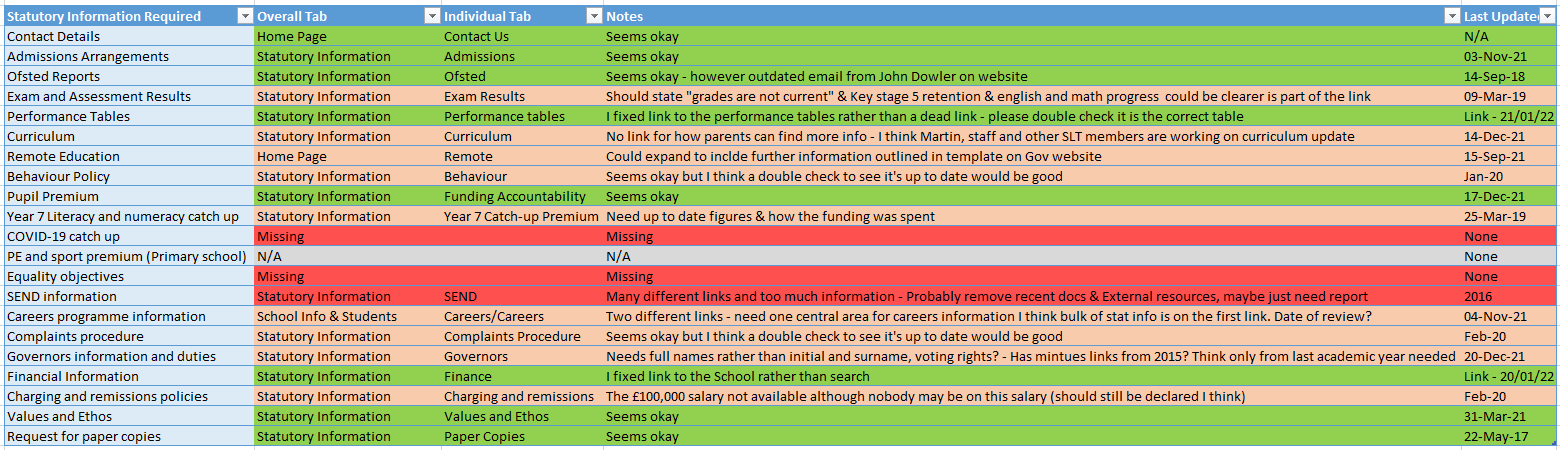 Statutory Information Required Overall Tab Individual Tab Notes Last Update
Contact Details Home Page Contact Us Seems okay N/A
Admissions Arrangements Statutory Information Admissions Seems okay 03-Nov-21
Ofsted Reports Statutory Information Ofsted Seems okay - however outdated email from John Dowler on website 14-Sep-18
Exam and Assessment Results Statutory Information Exam Results Should state "grades are not current" & Key stage 5 retention & english and math progress could be clearer is part of the link 09-Mar-19
Performance Tables Statutory Information Performance tables I fixed link to the performance tables rather than a dead link - please double check it is the correct table Link - 21/01/22
Curriculum Statutory Information Curriculum No link for how parents can find more info - I think Martin, staff and other SLT members are working on curriculum update 14-Dec-21
Remote Education Home Page Remote Could expand to inclde further information outlined in template on Gov website 15-Sep-21
Behaviour Policy Statutory Information Behaviour Seems okay but I think a double check to see it's up to date would be good Jan-20
Pupil Premium Statutory Information Funding Accountability Seems okay 17-Dec-21
Year 7 Literacy and numeracy catch up Statutory Information Year 7 Catch-up Premium Need up to date figures & how the funding was spent 25-Mar-19
COVID-19 catch up Missing Missing None
PE and sport premium (Primary school) N/A N/A None
Equality objectives Missing Missing None
SEND information Statutory Information SEND Many different links and too much information - Probably remove recent docs & External resources, maybe just need report 2016
Careers programme information School Info & Students Careers/Careers Two different links - need one central area for careers information I think bulk of stat info is on the first link. Date of review? 04-Nov-21
Complaints procedure Statutory Information Complaints Procedure Seems okay but I think a double check to see it's up to date would be good Feb-20
Governors information and duties Statutory Information Governors Needs full names rather than initial and surname, voting rights? - Has mintues links from 2015? Think only from last academic year needed 20-Dec-21
Financial Information Statutory Information Finance I fixed link to the School rather than search Link - 20/01/22
Charging and remissions policies Statutory Information Charging and remissions The £100,000 salary not available although nobody may be on this salary (should still be declared I think) Feb-20
Values and Ethos Statutory Information Values and Ethos Seems okay 31-Mar-21
Request for paper copies Statutory Information Paper Copies Seems okay 22-May-17